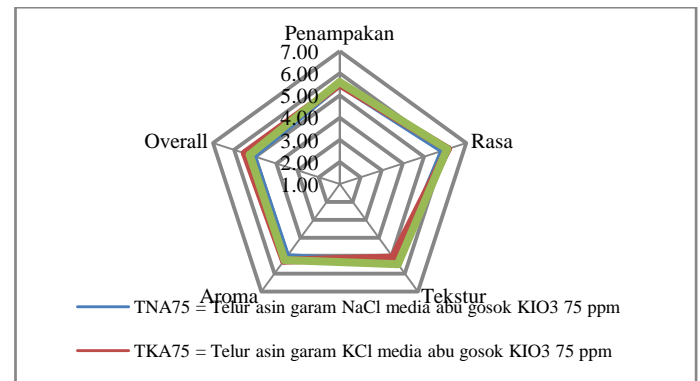 Penampakan
7.00
6.00
5.00
4.00
3.00
2.00
1.00
Overall
Rasa
Aroma
Tekstur
TNA75 = Telur asin garam NaCl media abu gosok KIO3 75 ppm
TKA75 = Telur asin garam KCl media abu gosok KIO3 75 ppm